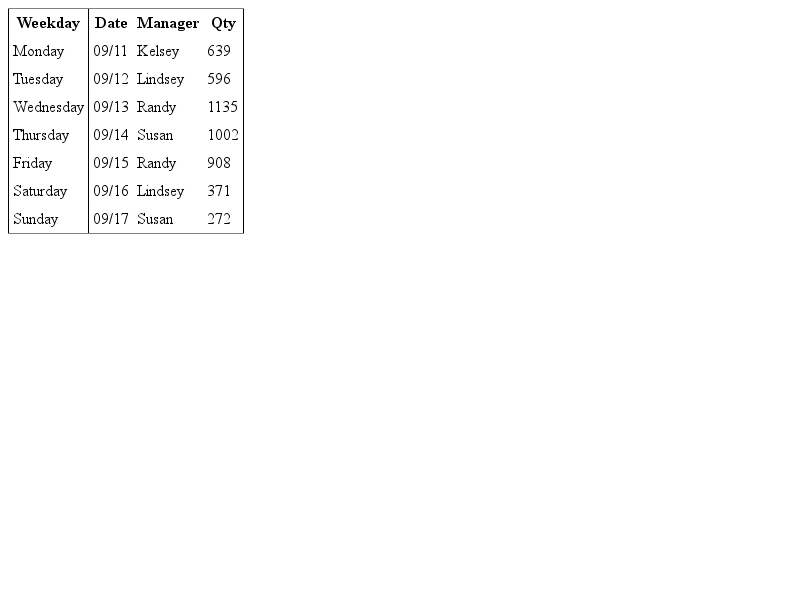 Weekday Date Manager Qty
Monday 09/11 Kelsey 639
Tuesday 09/12 Lindsey 596
Wednesday 09/13 Randy 1135
Thursday 09/14 Susan 1002
Friday 09/15 Randy 908
Saturday 09/16 Lindsey 371
Sunday 09/17 Susan 272